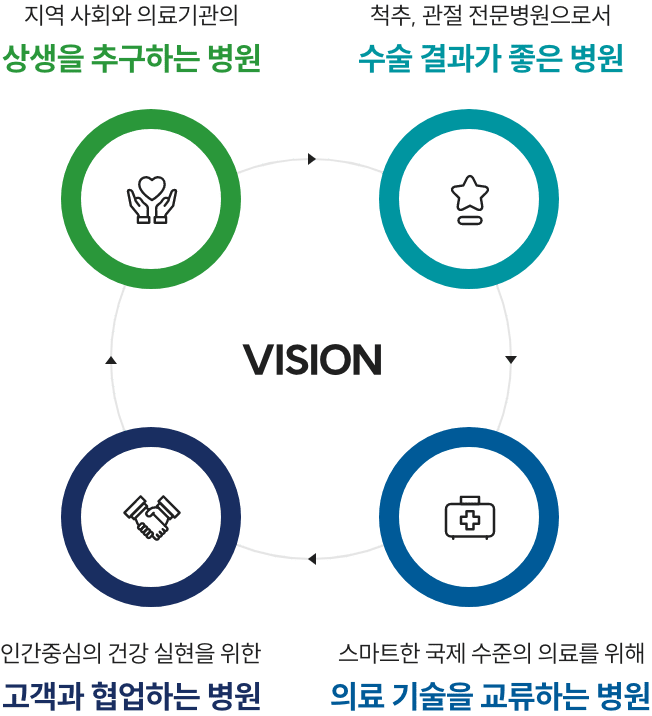 지역 사회와 의료기관의
상생을 추구하는 병원
척추, 관절 전문병원으로서
수술 결과가 좋은 병원
VISION
인간중심의 건강 실현을 위한
고객과 협업하는 병원
스마트한 국제 수준의 의료를 위해
의료 기술을 교류하는 병원